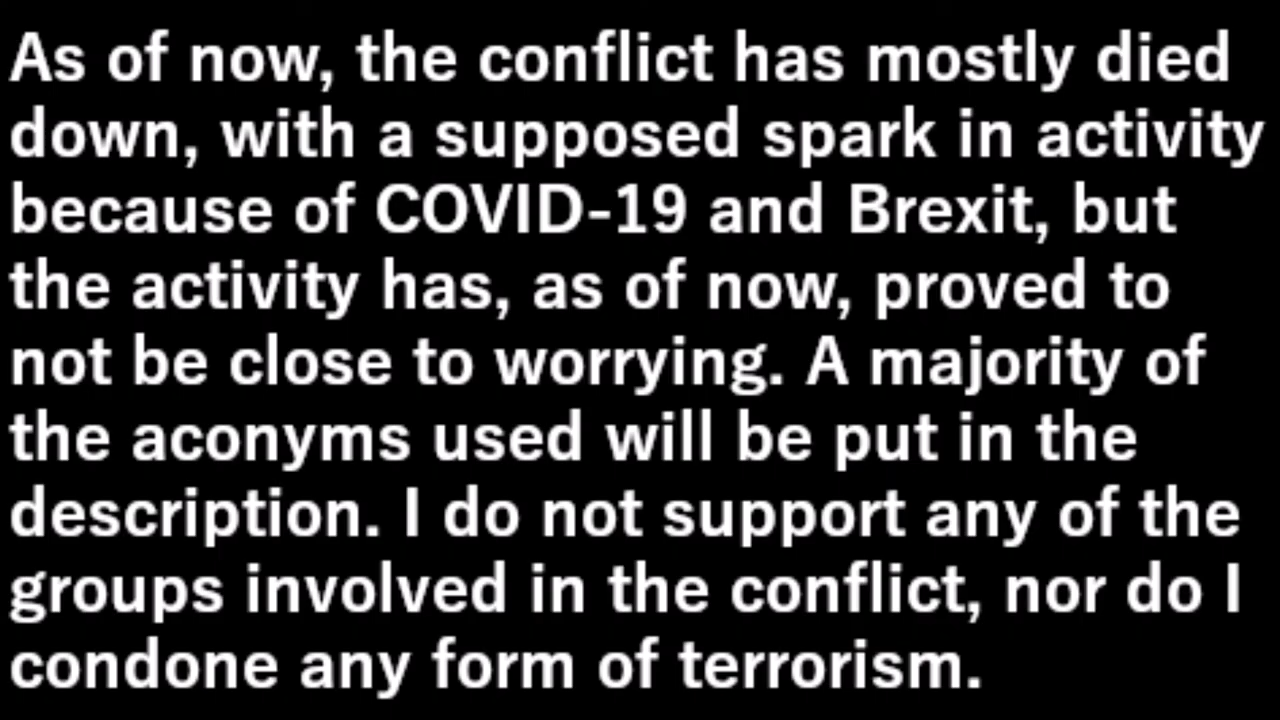 As of now, the conflict has mostly died
down, with a supposed spark in activity
because of COVID-19 and Brexit, but
the activity has, as of now, proved to
not be close to worrying. A majority of
the aconyms used will be put in the
description. I do not support any of the
groups involved in the conflict, nor do I
condone any form of terrorism.